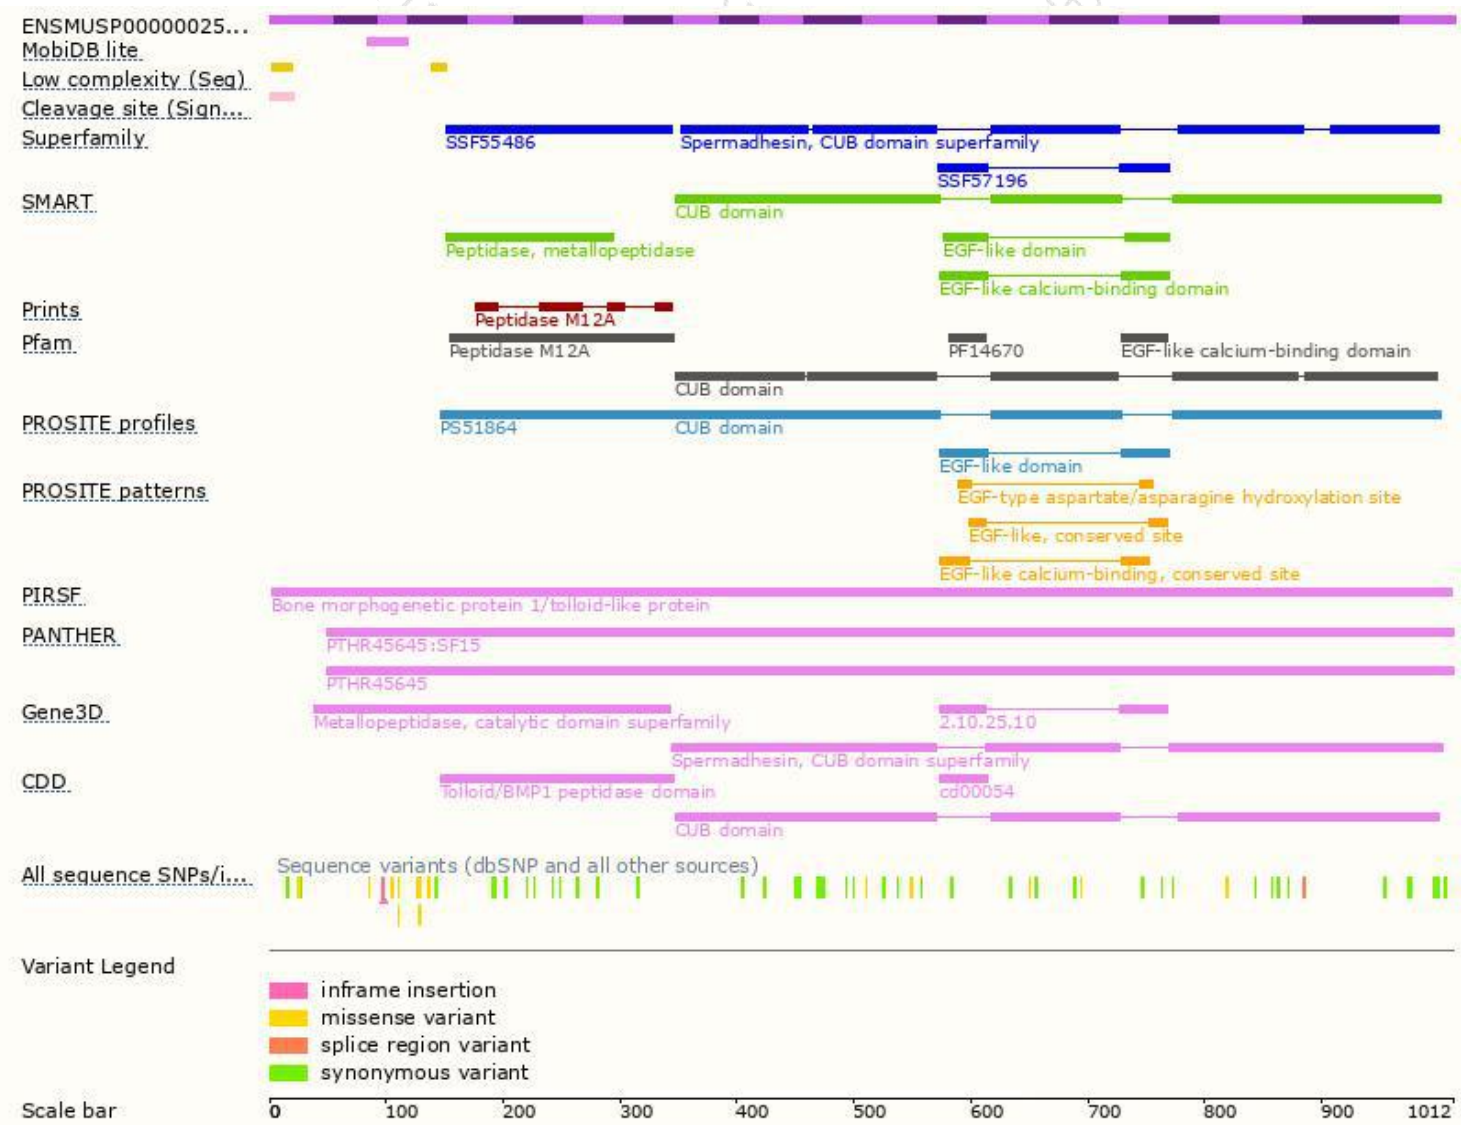 ENSMUSP00000025...
MobiDB lite
Low complexity (Seg)
Cleavage site (Sign...
Superfamily
SSF55486
Spermadhesin, CUB domain superfamily
SSF57196
SMART
CUB domain
Peptidase, metallopeptidase
EGF-like domain
EGF-like calcium-binding domain
Prints
Peptidase M12A
Pfam
Peptidase M12A
PF14670
EGF-like calcium-binding domain
CUB domain
PROSITE profiles
PS51864
CUB domain
EGF-like domain
PROSITE patterns
EGF-type aspartate/asparagine hydroxylation site
EGF-like, conserved site
EGF-like calcium-binding, conserved site
PIRSF
Bone morphogenetic protein 1/tolloid-like protein
PANTHER
PTHR45645:SF15
PTHR45645
Gene3D
Metallopeptidase, catalytic domain superfamily
2.10.25.10
Spermadhesin, CUB domain superfamily
CDD
Tolloid/BMP1 peptidase domain
cd00054
CUB domain
Sequence variants (dbSNP and all other sources)
All sequence SNPs/i...
Variant Legend
inframe insertion
missense variant
splice region variant
synonymous variant
Scale bar
0 100 200 300 400 500 600 700 800 900 1012